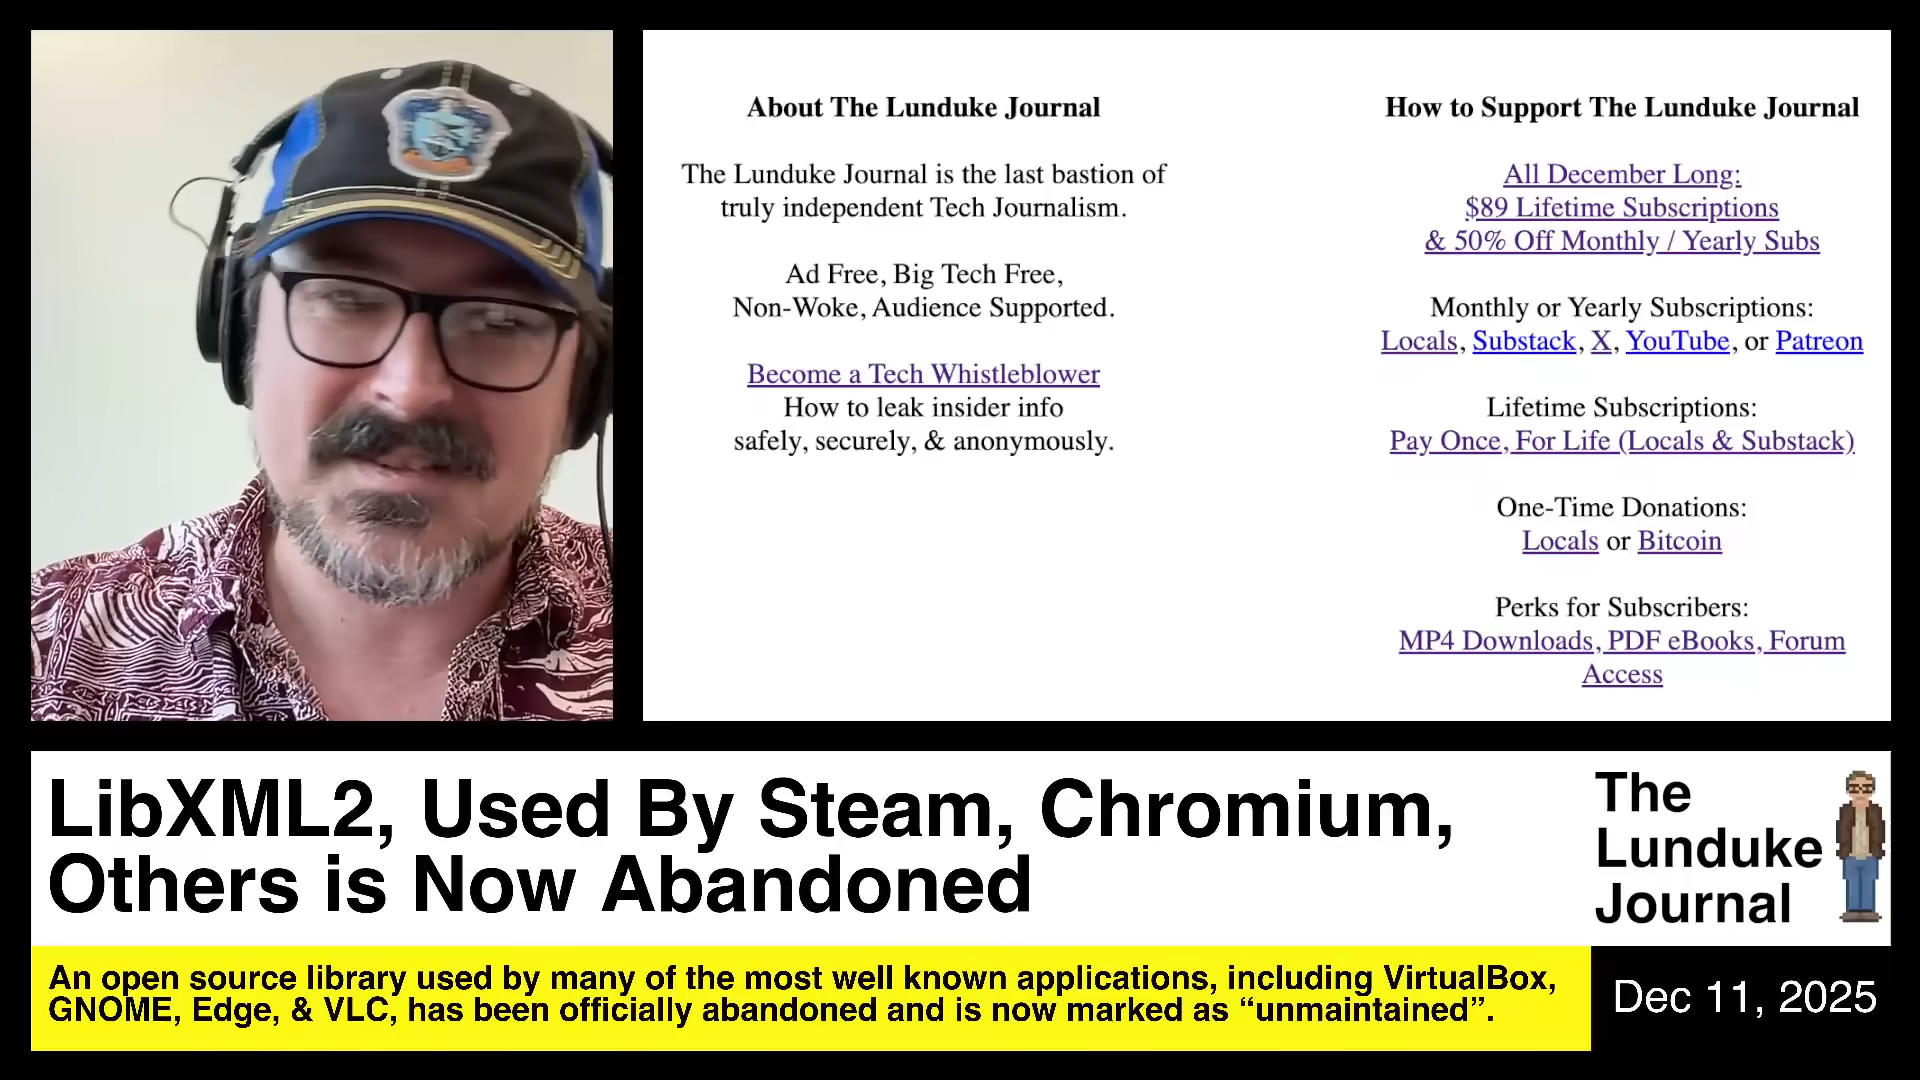 About The Lunduke Journal
The Lunduke Journal is the last bastion of
truly independent Tech Journalism.
Ad Free, Big Tech Free,
Non-Woke, Audience Supported.
Become a Tech Whistleblower
How to leak insider info
safely, securely, & anonymously.
How to Support The Lunduke Journal
All December Long:
$89 Lifetime Subscriptions
& 50% Off Monthly / Yearly Subs
Monthly or Yearly Subscriptions:
Locals, Substack, X, YouTube, or Patreon
Lifetime Subscriptions:
Pay Once, For Life (Locals & Substack)
One-Time Donations:
Locals or Bitcoin
Perks for Subscribers:
MP4 Downloads, PDF eBooks, Forum
Access
LibXML2, Used By Steam, Chromium,
Others is Now Abandoned
The
Lunduke
Journal
An open source library used by many of the most well known applications, including VirtualBox,
GNOME, Edge, & VLC, has been officially abandoned and is now marked as “unmaintained”.
Dec 11, 2025